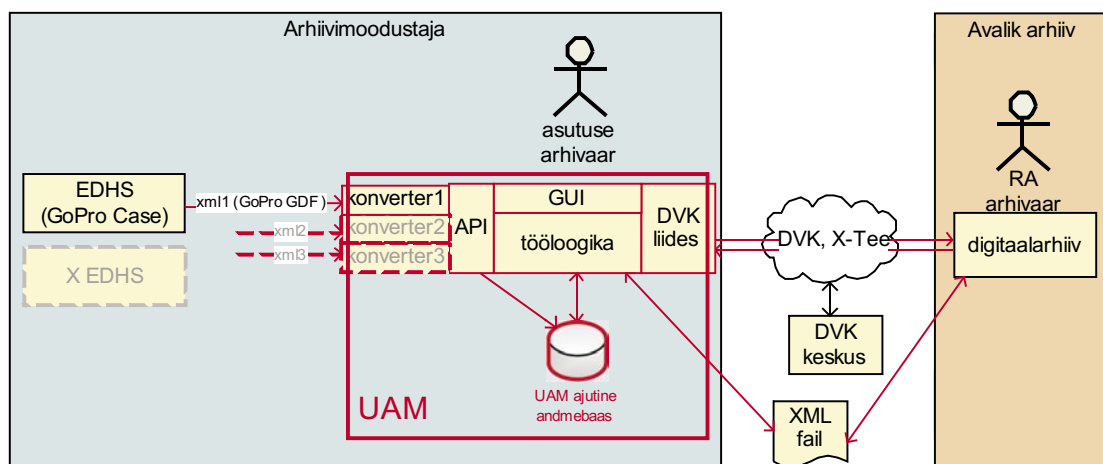 Arhiivimoodustaja
Avalik arhiiv
asutuse
arhivaar
RA
arhivaar
EDHS
(GoPro Case)
xml1 (GoPro GDF)
konverter1
GUI
xml2
konverter2
API
tööloogika
DVK
liides
xml3
konverter3
X EDHS
DVK, X-Tee
digitaalarhiiv
DVK
keskus
UAM ajutine
andmebaas
UAM
XML
fail